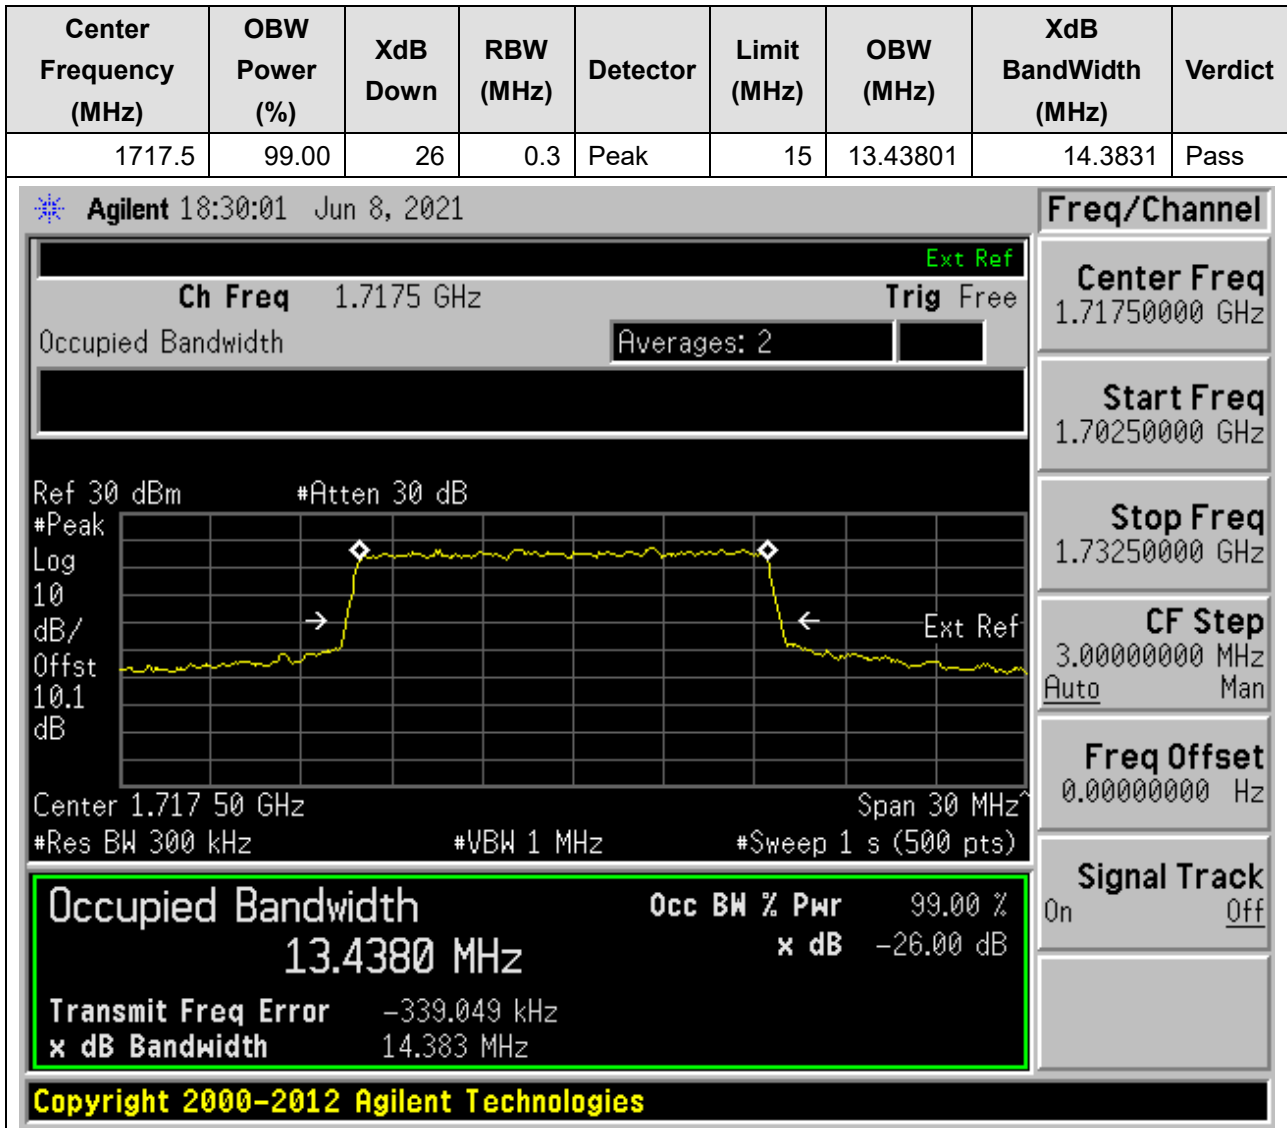 Center Frequency (MHz) OBW Power (%) XdB Down RBW (MHz) Detector Limit (MHz) OBW (MHz) XdB BandWidth (MHz) Verdict
1717.5 99.00 26 0.3 Peak 15 13.43801 14.3831 Pass
Agilent 18:30:01 Jun 8, 2021
Freq/Channel
Ext Ref
Ch Freq 1.7175 GHz Trig Free
Occupied Bandwidth Averages: 2
Center Freq
1.71750000 GHz
Start Freq
1.70250000 GHz
Stop Freq
1.73250000 GHz
CF Step
3.00000000 MHz
Auto Man
Freq Offset
0.00000000 Hz
Signal Track
On Off
Ref 30 dBm #Atten 30 dB
#Peak
Log
10
dB/
Offst
10.1
dB
Ext Ref
Center 1.717 50 GHz Span 30 MHz^
#Res BW 300 kHz #VBW 1 MHz #Sweep 1 s (500 pts)
Occupied Bandwidth Occ BW % Pwr 99.00 %
13.4380 MHz x dB -26.00 dB
Transmit Freq Error -339.049 kHz
x dB Bandwidth 14.383 MHz
Copyright 2000-2012 Agilent Technologies